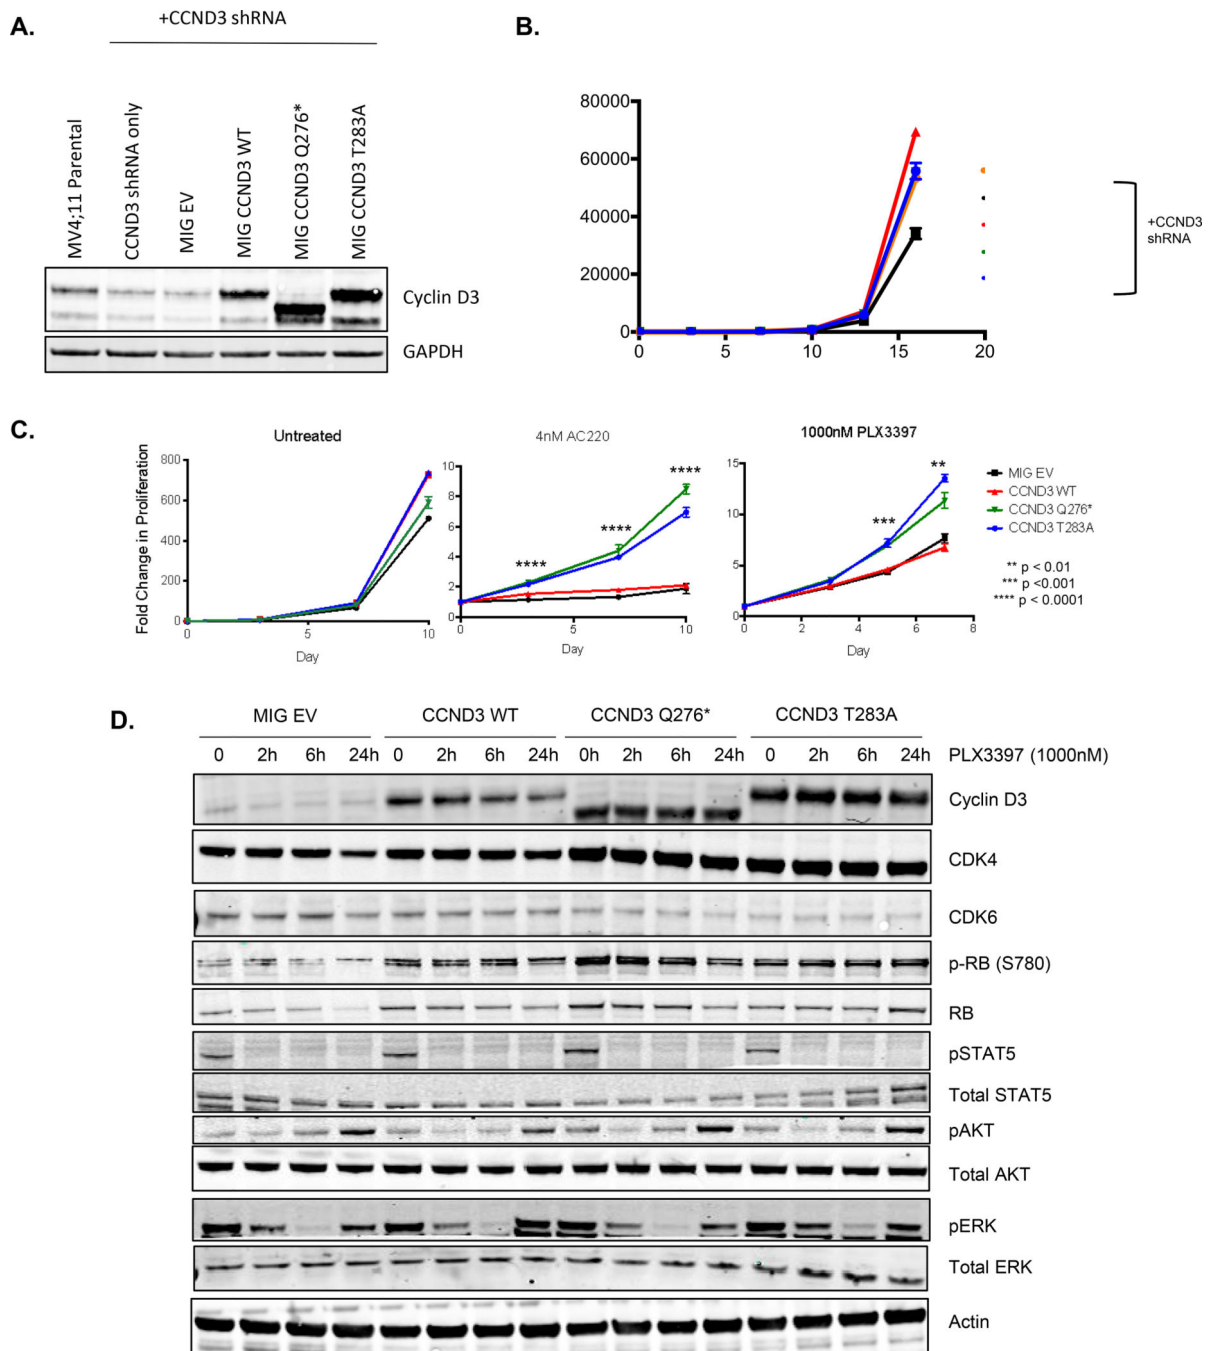 A.
+CCND3 shRNA
MV4;11 Parental
CCND3 shRNA only
MIG EV
MIG CCND3 WT
MIG CCND3 Q276*
MIG CCND3 T283A
Cyclin D3
GAPDH
B.
80000
60000
40000
20000
0
0 5 10 15 20
+CCND3
shRNA
C.
Fold Change in Proliferation
Untreated
800
600
400
200
0
0 5 10
Day
4nM AC220
10
8
6
4
2
0
0 5 10
Day
**** **** ****
1000nM PLX3397
15
10
5
0
0 2 4 6 8
Day
*** **
MIG EV
CCND3 WT
CCND3 Q276*
CCND3 T283A
** p < 0.01
*** p <0.001
**** p < 0.0001
D.
MIG EV CCND3 WT CCND3 Q276* CCND3 T283A
0 2h 6h 24h 0 2h 6h 24h 0h 2h 6h 24h 0 2h 6h 24h PLX3397 (1000nM)
Cyclin D3
CDK4
CDK6
p-RB (S780)
RB
pSTAT5
Total STAT5
pAKT
Total AKT
pERK
Total ERK
Actin